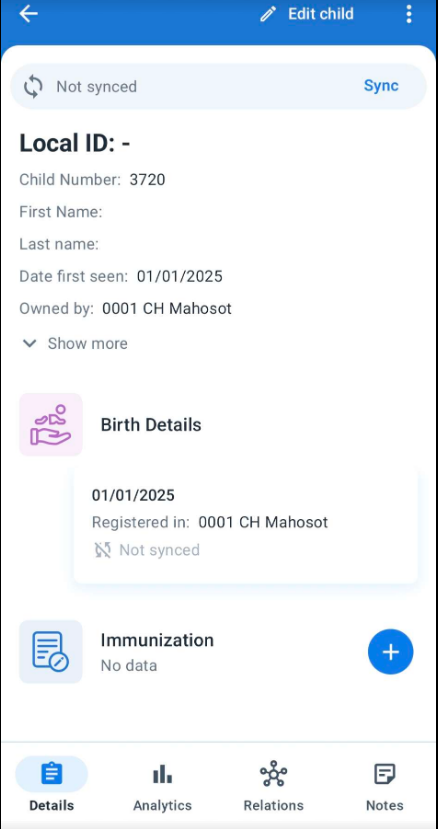 Edit child
Not synced Sync
Local ID: -
Child Number: 3720
First Name:
Last name:
Date first seen: 01/01/2025
Owned by: 0001 CH Mahosot
Show more
Birth Details
01/01/2025
Registered in: 0001 CH Mahosot
Not synced
Immunization
No data
Details Analytics Relations Notes